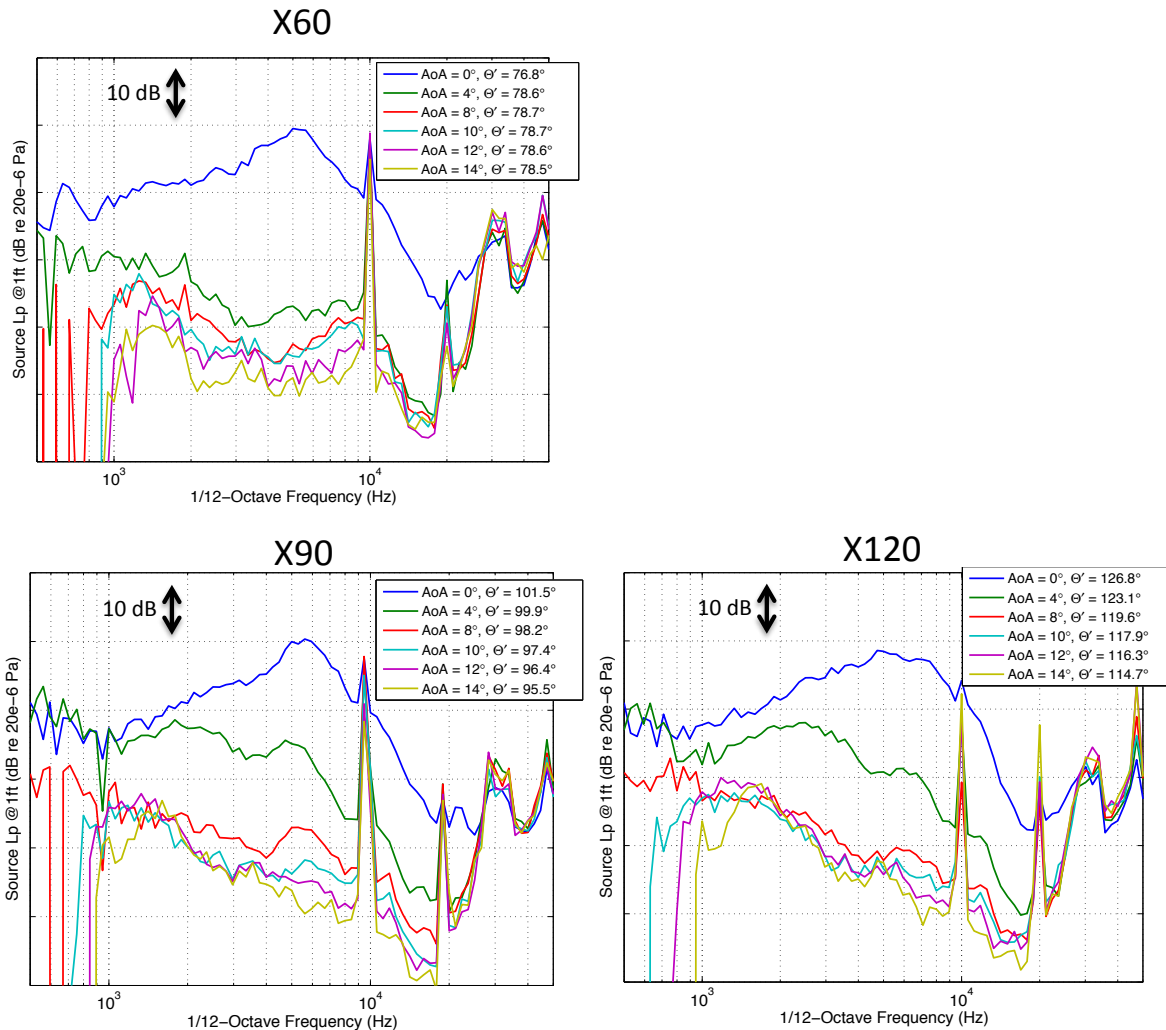 X60
10 dB
AoA = 0°, Θ′ = 76.8°
AoA = 4°, Θ′ = 78.6°
AoA = 8°, Θ′ = 78.7°
AoA = 10°, Θ′ = 78.7°
AoA = 12°, Θ′ = 78.6°
AoA = 14°, Θ′ = 78.5°
Source Lp @1ft (dB re 20e−6 Pa)
10³
10⁴
1/12−Octave Frequency (Hz)
X90
10 dB
AoA = 0°, Θ′ = 101.5°
AoA = 4°, Θ′ = 99.9°
AoA = 8°, Θ′ = 98.2°
AoA = 10°, Θ′ = 97.4°
AoA = 12°, Θ′ = 96.4°
AoA = 14°, Θ′ = 95.5°
Source Lp @1ft (dB re 20e−6 Pa)
10³
10⁴
1/12−Octave Frequency (Hz)
X120
10 dB
AoA = 0°, Θ′ = 126.8°
AoA = 4°, Θ′ = 123.1°
AoA = 8°, Θ′ = 119.6°
AoA = 10°, Θ′ = 117.9°
AoA = 12°, Θ′ = 116.3°
AoA = 14°, Θ′ = 114.7°
Source Lp @1ft (dB re 20e−6 Pa)
10³
10⁴
1/12−Octave Frequency (Hz)